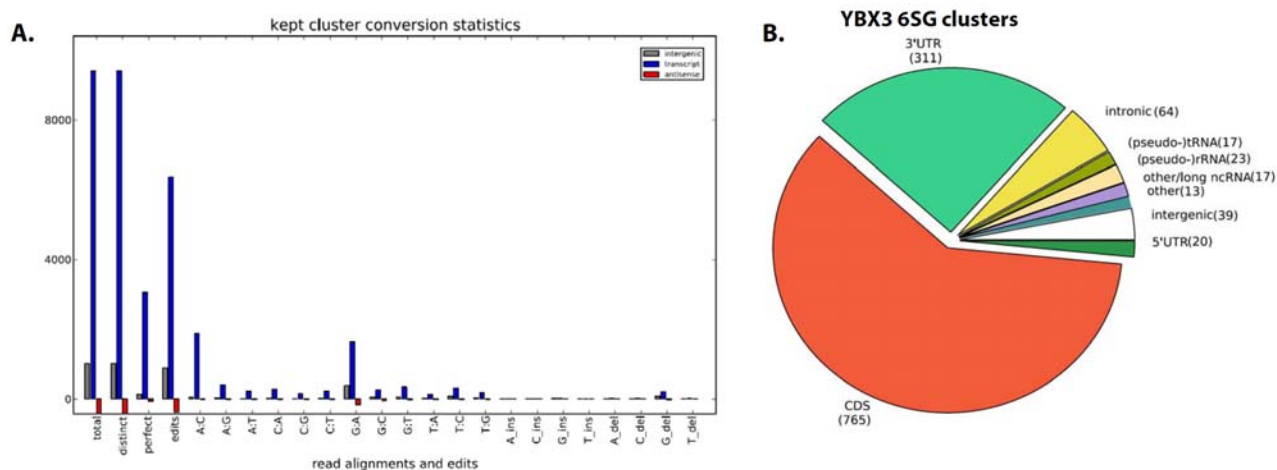 A.
kept cluster conversion statistics
intergenic
transcript
antisense
8000
4000
0
total
distinct
perfect
edits
A:C
A:G
A:T
C:A
C:G
C:T
G:A
G:C
G:T
T:A
T:C
T:G
A_ins
C_ins
G_ins
T_ins
A_del
C_del
G_del
T_del
read alignments and edits
B.
YBX3 6SG clusters
3'UTR
(311)
intronic (64)
(pseudo-)tRNA(17)
(pseudo-)rRNA(23)
other/long ncRNA(17)
other(13)
intergenic(39)
5'UTR(20)
CDS
(765)